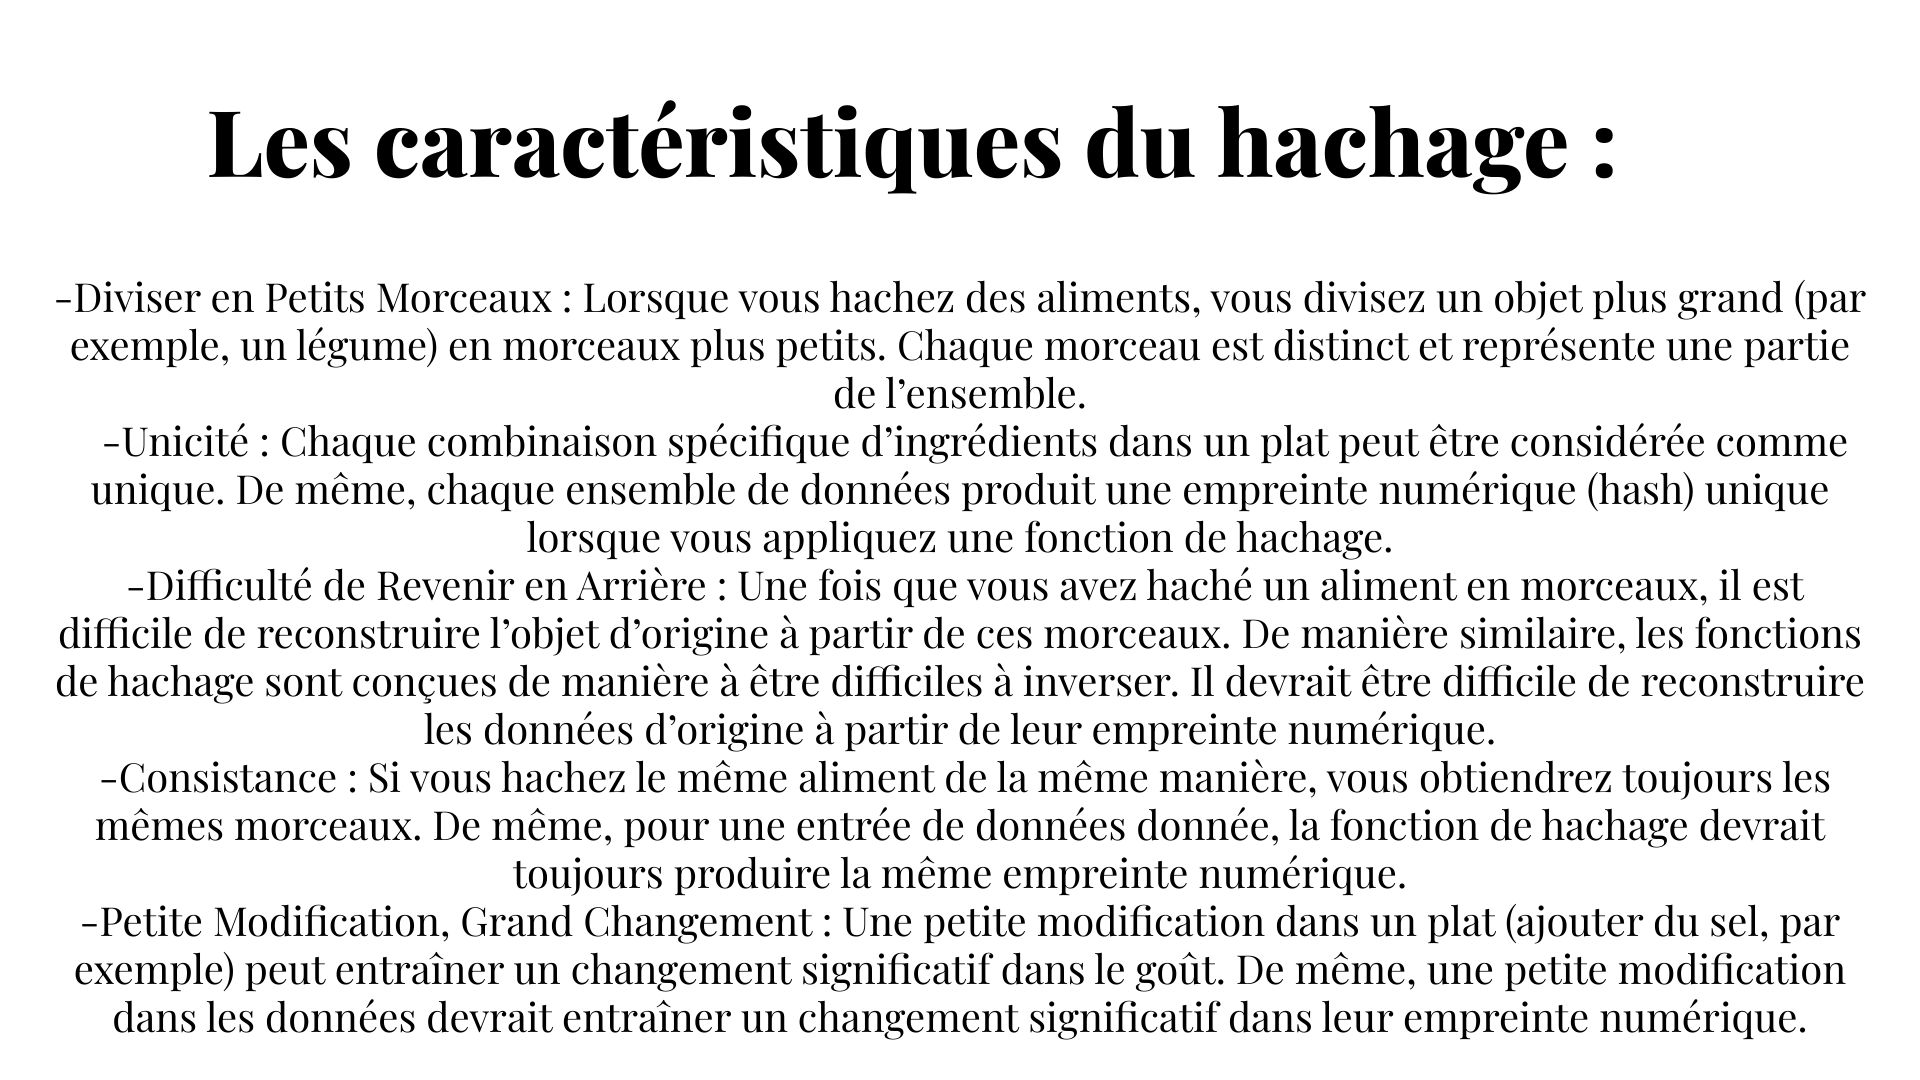 Les caractéristiques du hachage :
-Diviser en Petits Morceaux : Lorsque vous hachez des aliments, vous divisez un objet plus grand (par
exemple, un légume) en morceaux plus petits. Chaque morceau est distinct et représente une partie
de l’ensemble.
-Unicité : Chaque combinaison spécifique d’ingrédients dans un plat peut être considérée comme
unique. De même, chaque ensemble de données produit une empreinte numérique (hash) unique
lorsque vous appliquez une fonction de hachage.
-Difficulté de Revenir en Arrière : Une fois que vous avez haché un aliment en morceaux, il est
difficile de reconstruire l’objet d’origine à partir de ces morceaux. De manière similaire, les fonctions
de hachage sont conçues de manière à être difficiles à inverser. Il devrait être difficile de reconstruire
les données d’origine à partir de leur empreinte numérique.
-Consistance : Si vous hachez le même aliment de la même manière, vous obtiendrez toujours les
mêmes morceaux. De même, pour une entrée de données donnée, la fonction de hachage devrait
toujours produire la même empreinte numérique.
-Petite Modification, Grand Changement : Une petite modification dans un plat (ajouter du sel, par
exemple) peut entraîner un changement significatif dans le goût. De même, une petite modification
dans les données devrait entraîner un changement significatif dans leur empreinte numérique.